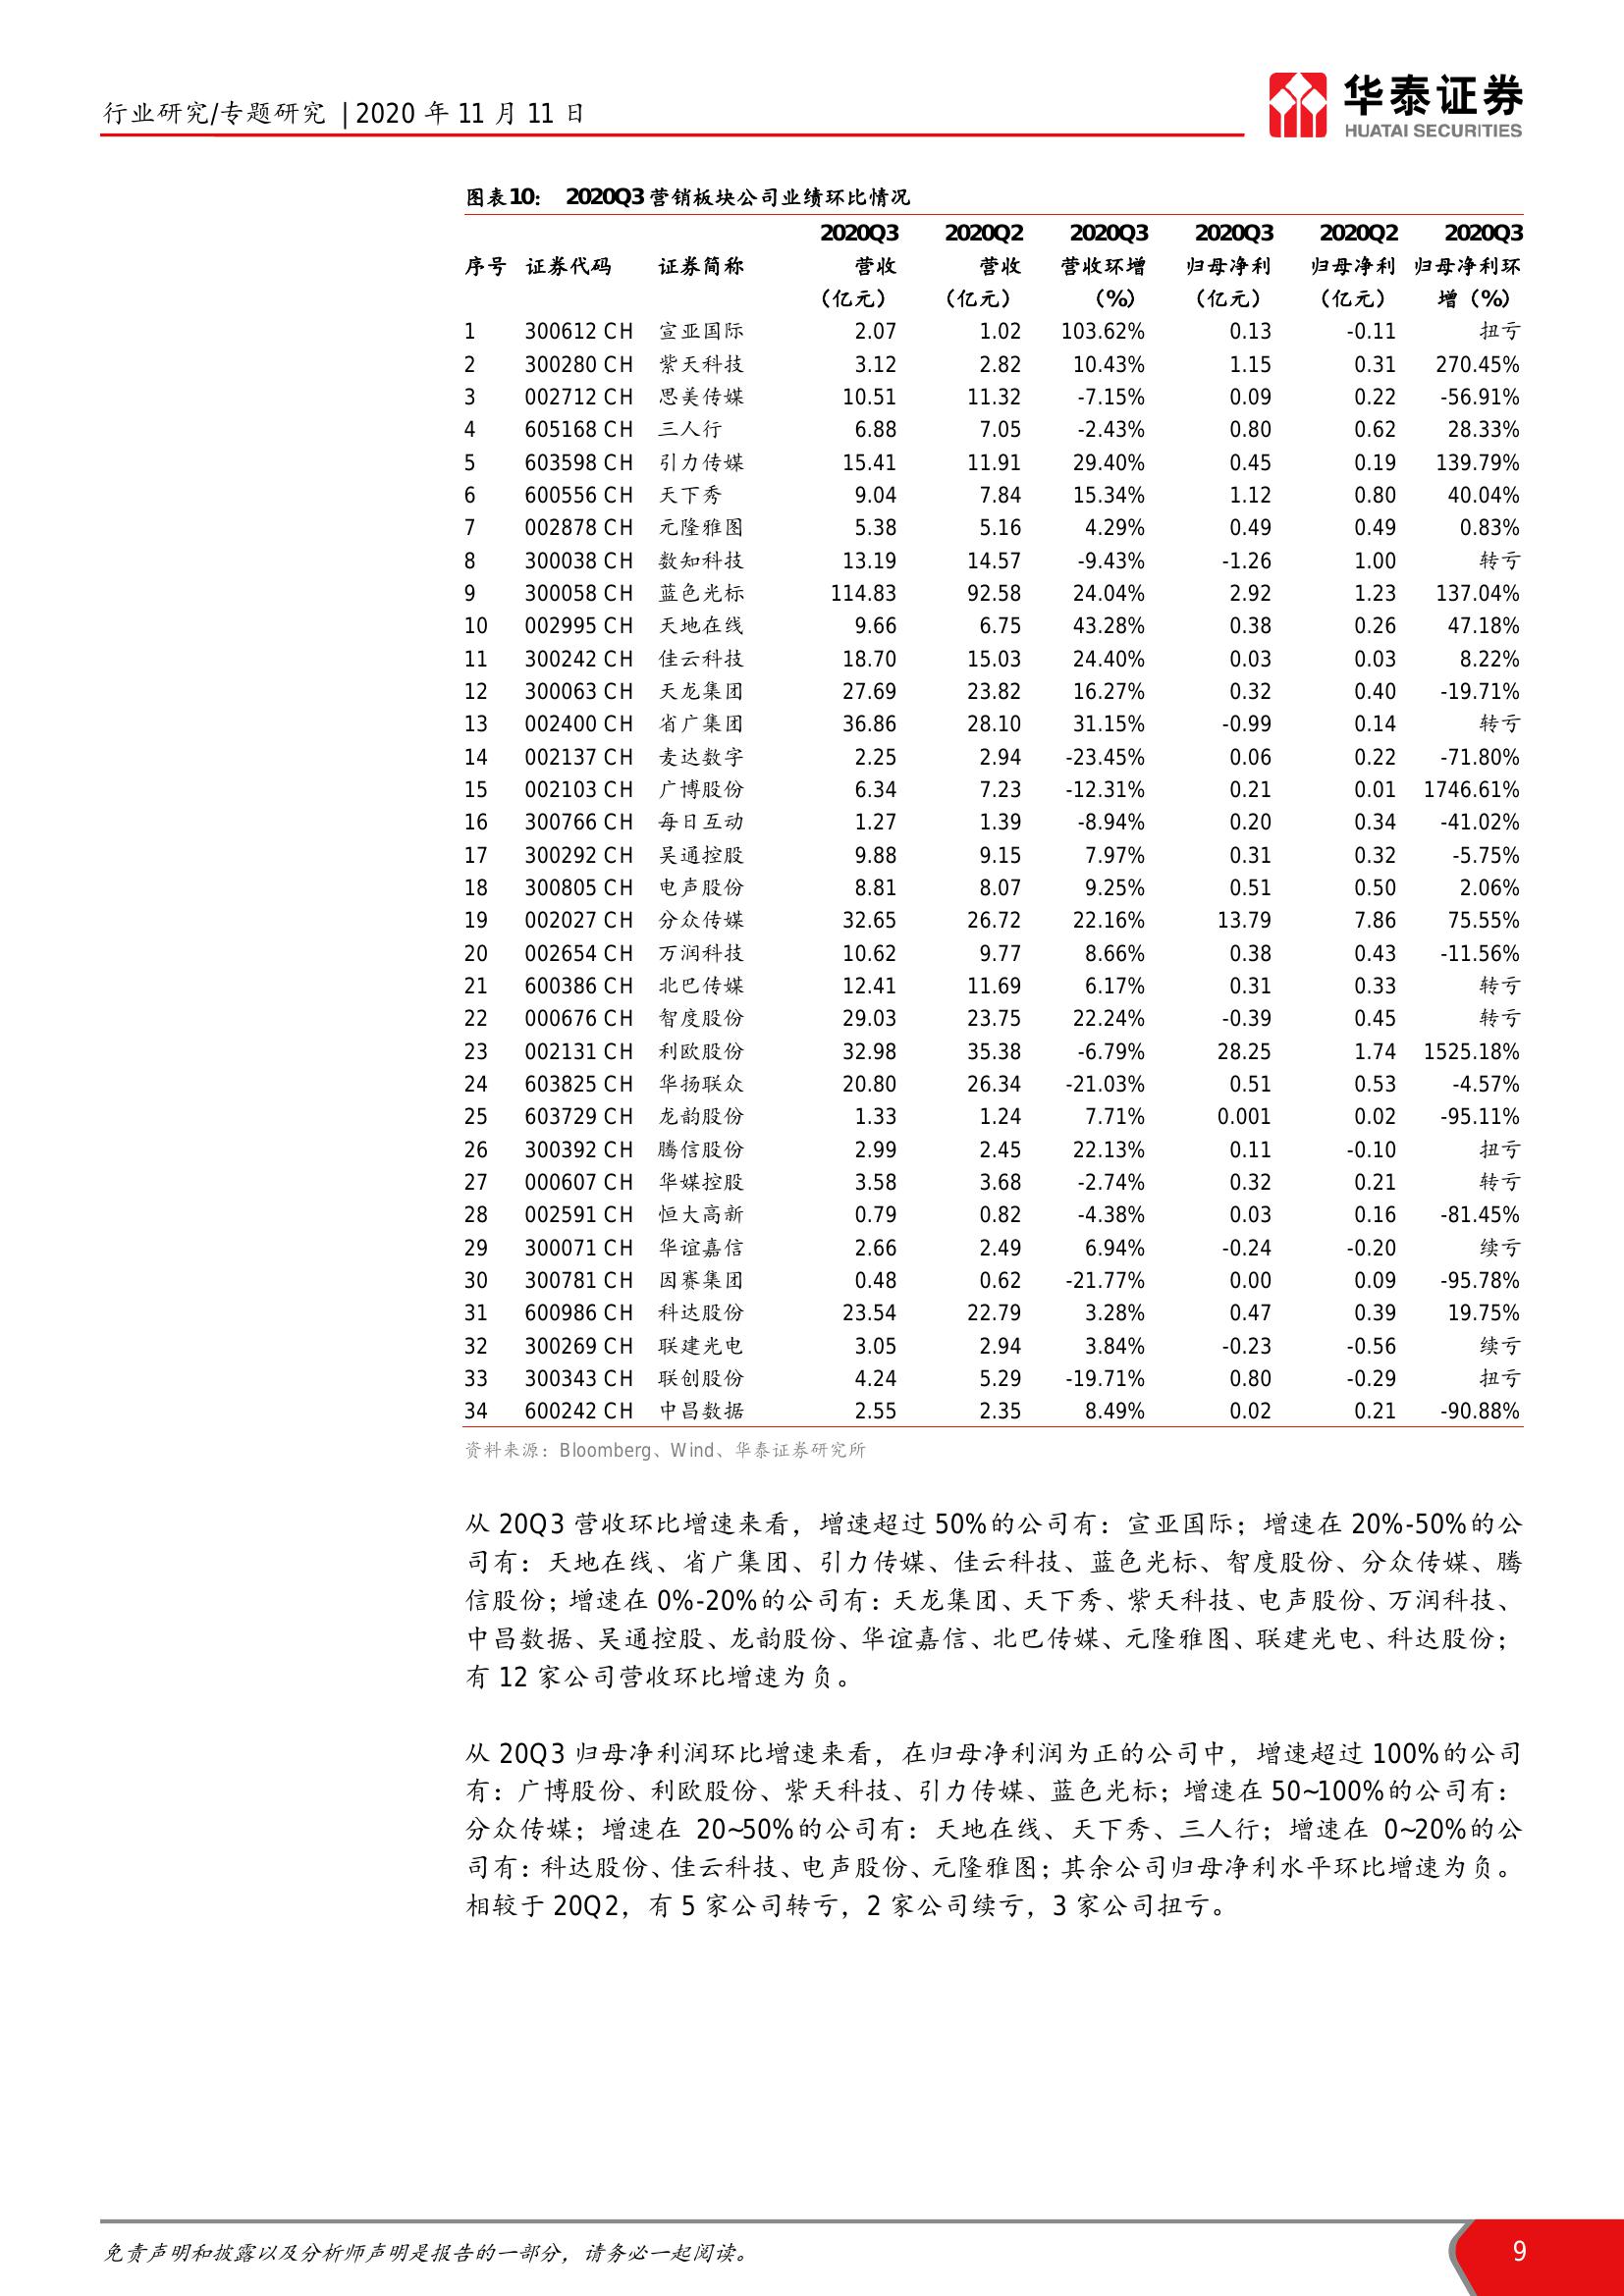 行业研究/专题研究 | 2020 年 11 月 11 日
华泰证券
HUATAI SECURITIES
图表10： 2020Q3 营销板块公司业绩环比情况
2020Q3 2020Q2 2020Q3 2020Q3 2020Q2 2020Q3
序号 证券代码 证券简称 营收 营收 营收环增 归母净利 归母净利 归母净利环
（亿元） （亿元） （%） （亿元） （亿元） 增（%）
1 300612 CH 宣亚国际 2.07 1.02 103.62% 0.13 -0.11 扭亏
2 300280 CH 紫天科技 3.12 2.82 10.43% 1.15 0.31 270.45%
3 002712 CH 思美传媒 10.51 11.32 -7.15% 0.09 0.22 -56.91%
4 605168 CH 三人行 6.88 7.05 -2.43% 0.80 0.62 28.33%
5 603598 CH 引力传媒 15.41 11.91 29.40% 0.45 0.19 139.79%
6 600556 CH 天下秀 9.04 7.84 15.34% 1.12 0.80 40.04%
7 002878 CH 元隆雅图 5.38 5.16 4.29% 0.49 0.49 0.83%
8 300038 CH 数知科技 13.19 14.57 -9.43% -1.26 1.00 转亏
9 300058 CH 蓝色光标 114.83 92.58 24.04% 2.92 1.23 137.04%
10 002995 CH 天地在线 9.66 6.75 43.28% 0.38 0.26 47.18%
11 300242 CH 佳云科技 18.70 15.03 24.40% 0.03 0.03 8.22%
12 300063 CH 天龙集团 27.69 23.82 16.27% 0.32 0.40 -19.71%
13 002400 CH 省广集团 36.86 28.10 31.15% -0.99 0.14 转亏
14 002137 CH 麦达数字 2.25 2.94 -23.45% 0.06 0.22 -71.80%
15 002103 CH 广博股份 6.34 7.23 -12.31% 0.21 0.01 1746.61%
16 300766 CH 每日互动 1.27 1.39 -8.94% 0.20 0.34 -41.02%
17 300292 CH 吴通控股 9.88 9.15 7.97% 0.31 0.32 -5.75%
18 300805 CH 电声股份 8.81 8.07 9.25% 0.51 0.50 2.06%
19 002027 CH 分众传媒 32.65 26.72 22.16% 13.79 7.86 75.55%
20 002654 CH 万润科技 10.62 9.77 8.66% 0.38 0.43 -11.56%
21 600386 CH 北巴传媒 12.41 11.69 6.17% 0.31 0.33 转亏
22 000676 CH 智度股份 29.03 23.75 22.24% -0.39 0.45 转亏
23 002131 CH 利欧股份 32.98 35.38 -6.79% 28.25 1.74 1525.18%
24 603825 CH 华扬联众 20.80 26.34 -21.03% 0.51 0.53 -4.57%
25 603729 CH 龙韵股份 1.33 1.24 7.71% 0.001 0.02 -95.11%
26 300392 CH 腾信股份 2.99 2.45 22.13% 0.11 -0.10 扭亏
27 000607 CH 华媒控股 3.58 3.68 -2.74% 0.32 0.21 转亏
28 002591 CH 恒大高新 0.79 0.82 -4.38% 0.03 0.16 -81.45%
29 300071 CH 华谊嘉信 2.66 2.49 6.94% -0.24 -0.20 续亏
30 300781 CH 因赛集团 0.48 0.62 -21.77% 0.00 0.09 -95.78%
31 600986 CH 科达股份 23.54 22.79 3.28% 0.47 0.39 19.75%
32 300269 CH 联建光电 3.05 2.94 3.84% -0.23 -0.56 续亏
33 300343 CH 联创股份 4.24 5.29 -19.71% 0.80 -0.29 扭亏
34 600242 CH 中昌数据 2.55 2.35 8.49% 0.02 0.21 -90.88%
资料来源：Bloomberg、Wind、华泰证券研究所
从 20Q3 营收环比增速来看，增速超过 50%的公司有：宣亚国际；增速在 20%-50%的公
司有：天地在线、省广集团、引力传媒、佳云科技、蓝色光标、智度股份、分众传媒、腾
信股份；增速在 0%-20%的公司有：天龙集团、天下秀、紫天科技、电声股份、万润科技、
中昌数据、吴通控股、龙韵股份、华谊嘉信、北巴传媒、元隆雅图、联建光电、科达股份；
有 12 家公司营收环比增速为负。
从 20Q3 归母净利润环比增速来看，在归母净利润为正的公司中，增速超过 100%的公司
有：广博股份、利欧股份、紫天科技、引力传媒、蓝色光标；增速在 50~100%的公司有：
分众传媒；增速在 20~50%的公司有：天地在线、天下秀、三人行；增速在 0~20%的公
司有：科达股份、佳云科技、电声股份、元隆雅图；其余公司归母净利水平环比增速为负。
相较于 20Q2，有 5 家公司转亏，2 家公司续亏，3 家公司扭亏。
免责声明和披露以及分析师声明是报告的一部分，请务必一起阅读。
9